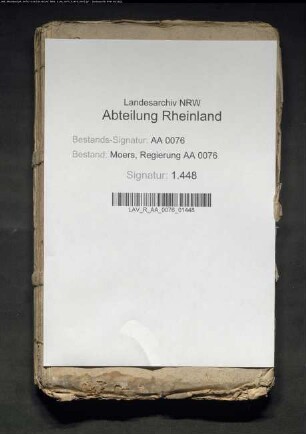 Landesarchiv NRW
Abteilung Rheinland
Bestands-Signatur: AA 0076
Bestand: Moers, Regierung AA 0076
Signatur: 1.448
LAV_R_AA_0076_01448